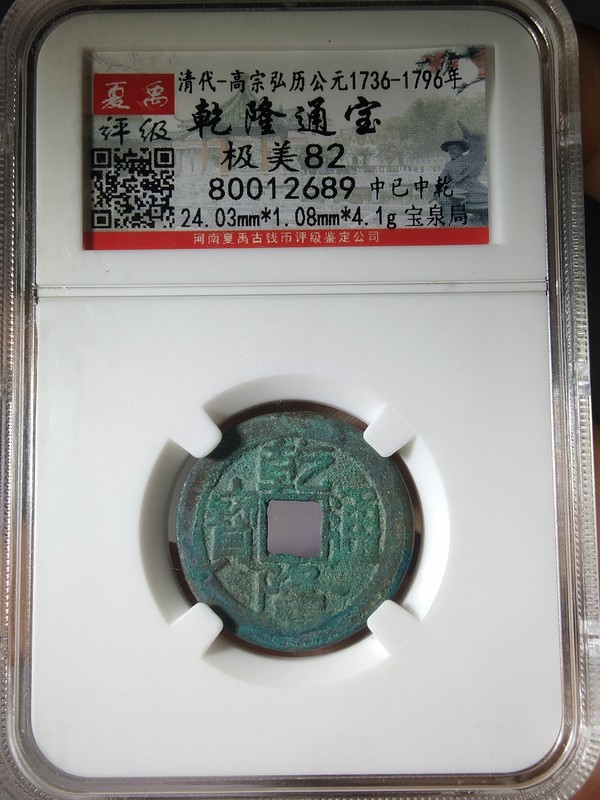 夏禹
评级
清代-高宗弘历公元1736-1796年
乾隆通宝
极美82
80012689 中已中乾
24.03mm*1.08mm*4.1g 宝泉局
河南夏禹古钱币评级鉴定公司
乾隆通寶